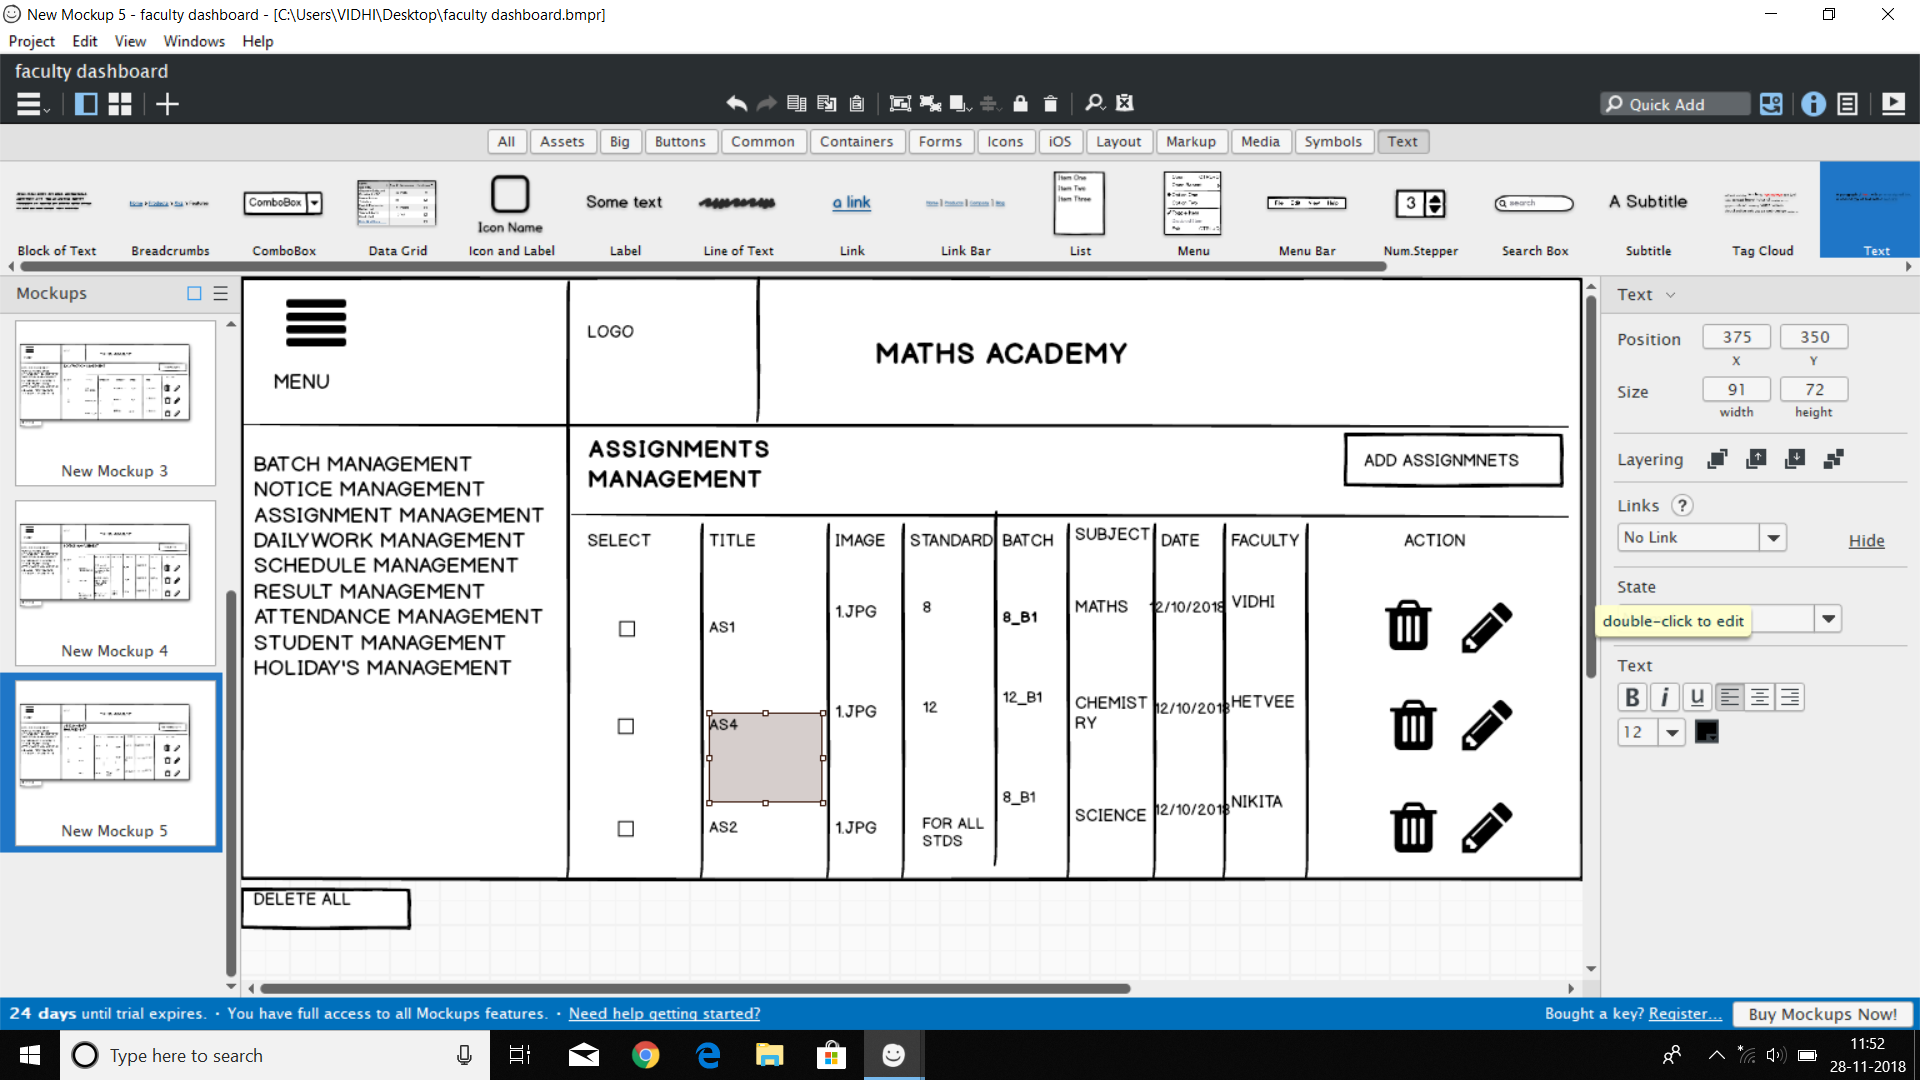 New Mockup 5 - faculty dashboard - [C:\Users\VIDHI\Desktop\faculty dashboard.bmpr]
Project Edit View Windows Help
faculty dashboard
Quick Add
All Assets Big Buttons Common Containers Forms Icons iOS Layout Markup Media Symbols Text
ComboBox
Some text
a link
Item One
Item Two
Item Three
3
search
A Subtitle
Icon Name
Block of Text Breadcrumbs ComboBox Data Grid Icon and Label Label Line of Text Link Link Bar List Menu Menu Bar Num.Stepper Search Box Subtitle Tag Cloud Text
Mockups
New Mockup 3
New Mockup 4
New Mockup 5
MENU
LOGO
MATHS ACADEMY
BATCH MANAGEMENT
NOTICE MANAGEMENT
ASSIGNMENT MANAGEMENT
DAILYWORK MANAGEMENT
SCHEDULE MANAGEMENT
RESULT MANAGEMENT
ATTENDANCE MANAGEMENT
STUDENT MANAGEMENT
HOLIDAY'S MANAGEMENT
ASSIGNMENTS
MANAGEMENT
ADD ASSIGNMNETS
SELECT TITLE IMAGE STANDARD BATCH SUBJECT DATE FACULTY ACTION
AS1 1.JPG 8 8_B1 MATHS 12/10/2018 VIDHI
AS4 1.JPG 12 12_B1 CHEMIST
RY 12/10/2018 HETVEE
AS2 1.JPG FOR ALL
STDS 8_B1 SCIENCE 12/10/2018 NIKITA
DELETE ALL
Text
Position 375 350
X Y
Size 91 72
width height
Layering
Links ?
No Link Hide
State
double-click to edit
Text
B i u
12
24 days until trial expires. · You have full access to all Mockups features. · Need help getting started?
Bought a key? Register... Buy Mockups Now!
Type here to search
11:52
28-11-2018